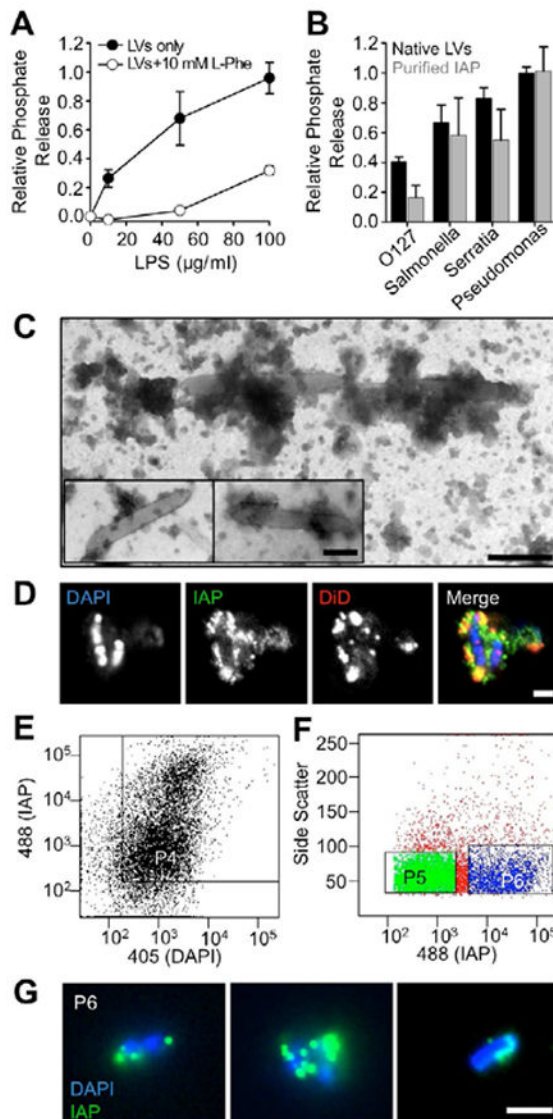 A
LVs only
LVs+10 mM L-Phe
Relative Phosphate
Release
1.2
1.0
0.8
0.6
0.4
0.2
0.0
0
20
40
60
80
100
LPS (µg/ml)
B
Native LVs
Purified IAP
Relative Phosphate
Release
1.2
1.0
0.8
0.6
0.4
0.2
0.0
O127
Salmonella
Serratia
Pseudomonas
C
D
DAPI
IAP
DiD
Merge
E
488 (IAP)
10⁵
10⁴
10³
10²
P4
10² 10³ 10⁴ 10⁵
405 (DAPI)
F
Side Scatter
250
200
150
100
50
P5
P6
10² 10³ 10⁴ 10⁵
488 (IAP)
G
P6
DAPI
IAP